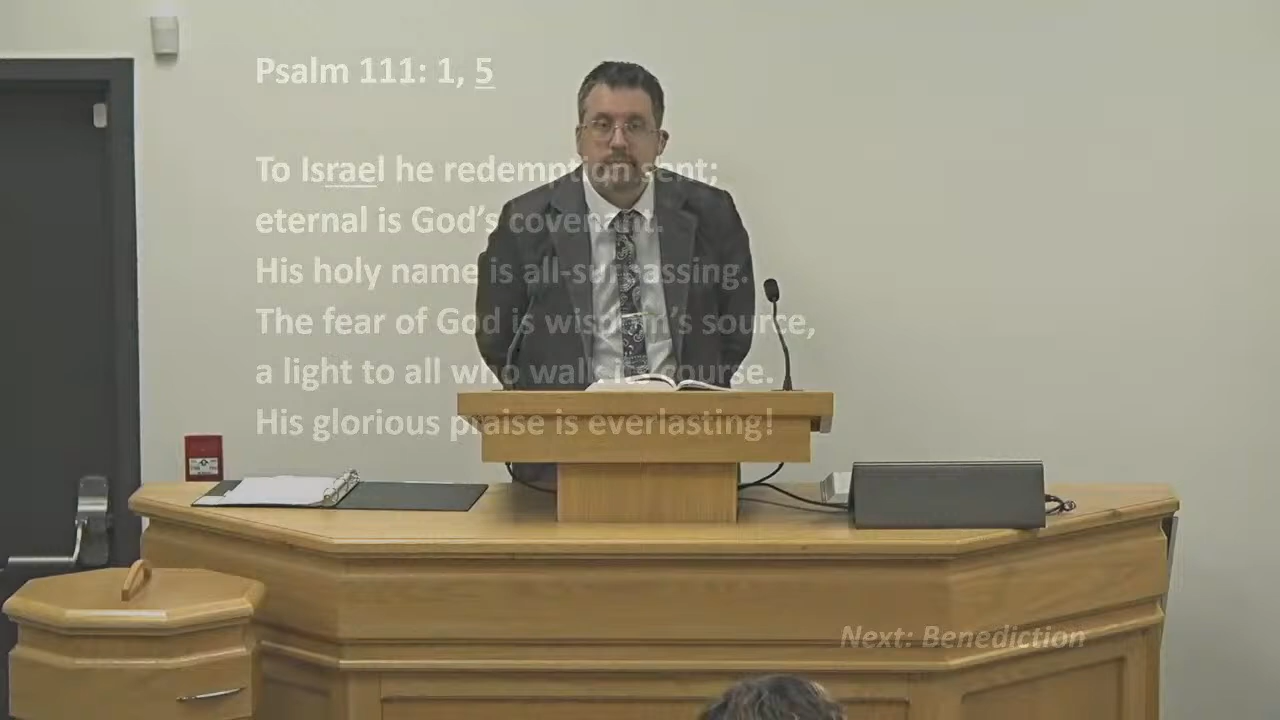 Psalm 111: 1, 5
To Israel he redemption sent;
eternal is God's covenant.
His holy name is all-surpassing.
The fear of God is wisdom's source,
a light to all who walk its course.
His glorious praise is everlasting!
Next: Benediction